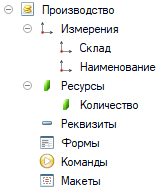 Производство
Измерения
Склад
Наименование
Ресурсы
Количество
Реквизиты
Формы
Команды
Макеты